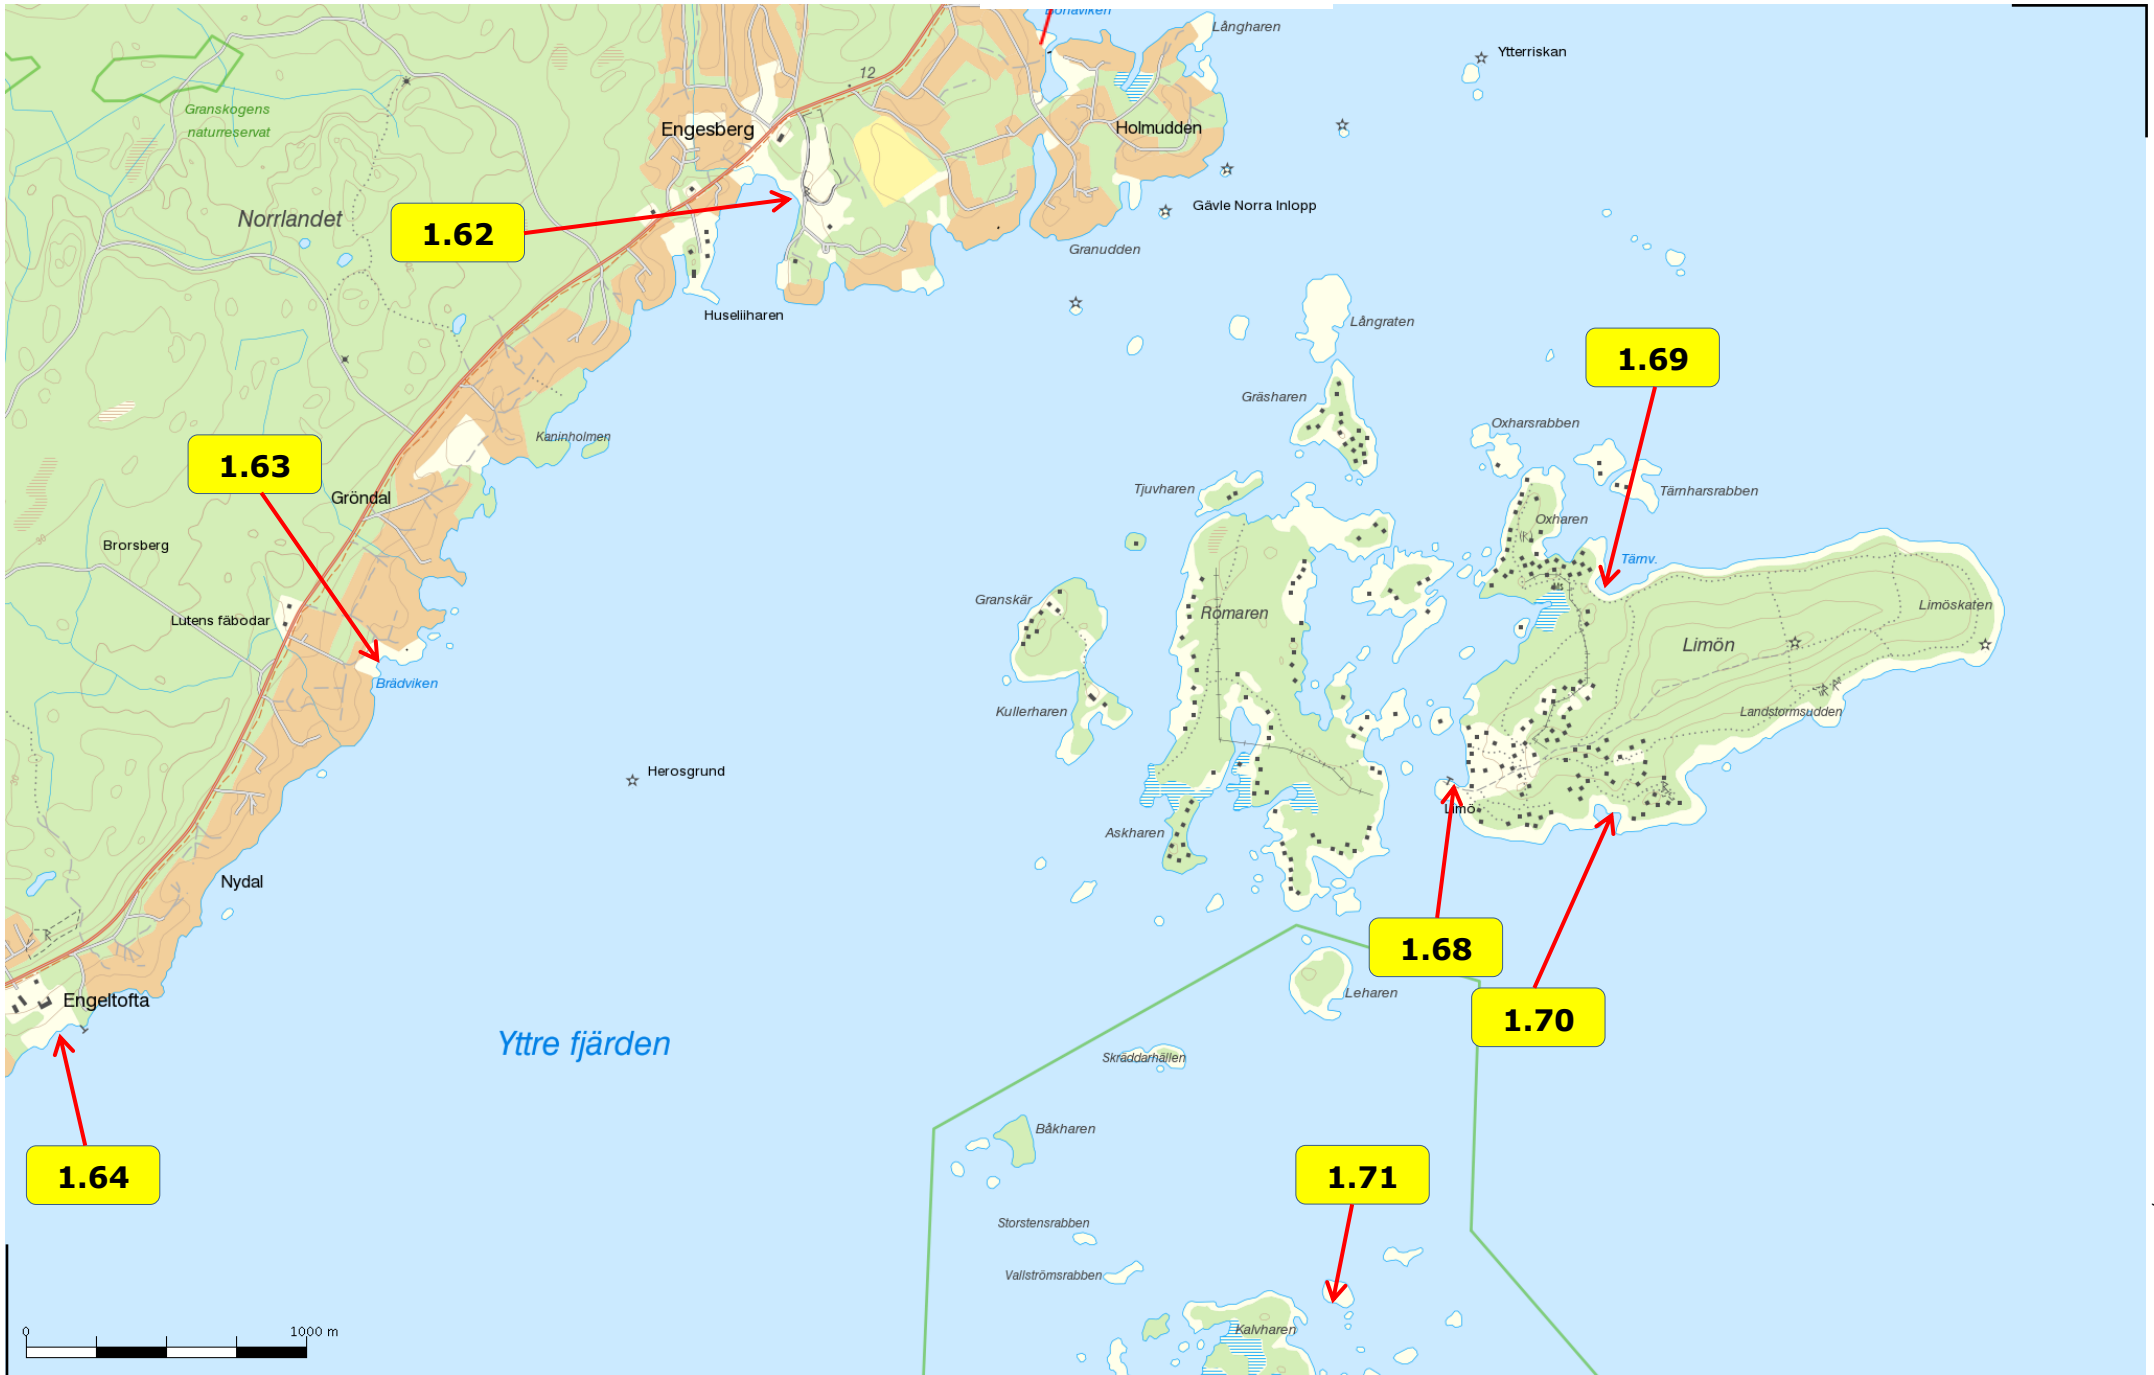 Långharen
Ytterriskan
12
Granskogens
naturreservat
Engesberg
Holmudden
Norrlandet
1.62
Gävle Norra Inlopp
Granudden
Huseliiharen
Långraten
1.69
Gräsharen
Oxharsrabben
Kaninholmen
1.63
Gröndal
Tjuvharen
Tärnharsrabben
Oxharen
Brorsberg
Tärnv.
Granskär
Römaren
Limöskaten
Lutens fäbodar
Limön
Brädviken
Kullerharen
Landstormsudden
Herosgrund
Limö
Askharen
Nydal
1.68
Engeltofta
Leharen
1.70
Yttre fjärden
Skräddarhällen
Båkharen
1.64
1.71
Storstensrabben
Vallströmsrabben
Kalvharen
0
1000 m